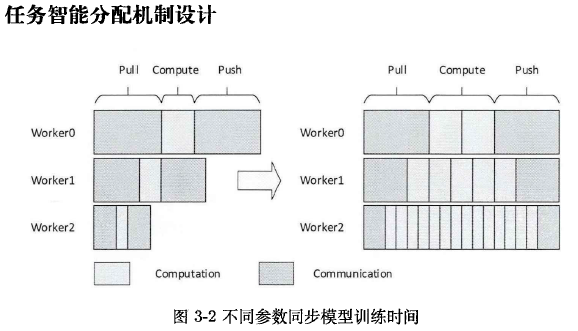 任务智能分配机制设计
Pull Compute Push Pull Compute Push
Worker0 Worker0
Worker1 Worker1
Worker2 Worker2
Computation Communication
图 3-2 不同参数同步模型训练时间